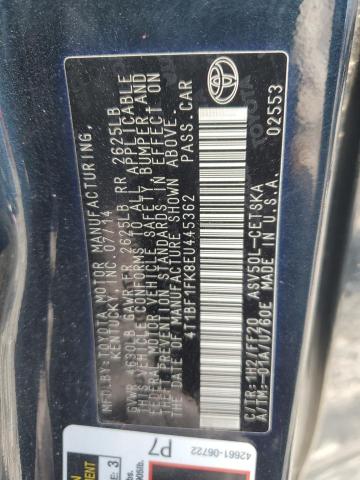 MFD.BY:TOYOTA MOTOR MANUFACTURING,
KENTUCKY, INC. 07/14
GVWR 4630LB GAWR FR 2625LB RR 2625LB
THIS VEHICLE CONFORMS TO ALL APPLICABLE
FEDERAL MOTOR VEHICLE SAFETY, BUMPER, AND
THEFT PREVENTION STANDARDS IN EFFECT ON
THE DATE OF MANUFACTURE SHOWN ABOVE.
4T1BF1FK8EU445362 PASS.CAR
C/TR:1H2/FF20 ASV50L-CETSKA
A/TM:-01A/U760E MADE IN U.S.A.
TOYOTA
02553
42661-06722
P7
3